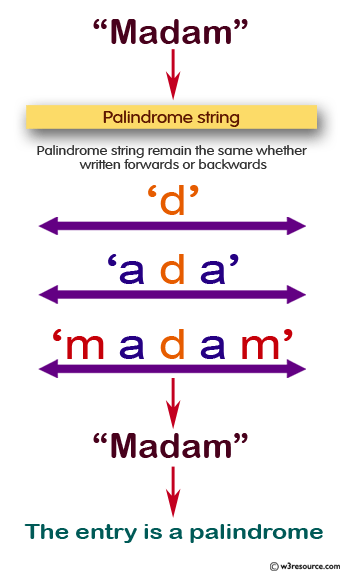 “Madam”
Palindrome string
Palindrome string remain the same whether
written forwards or backwards
‘d’
‘a d a’
‘m a d a m’
“Madam”
The entry is a palindrome
© w3resource.com